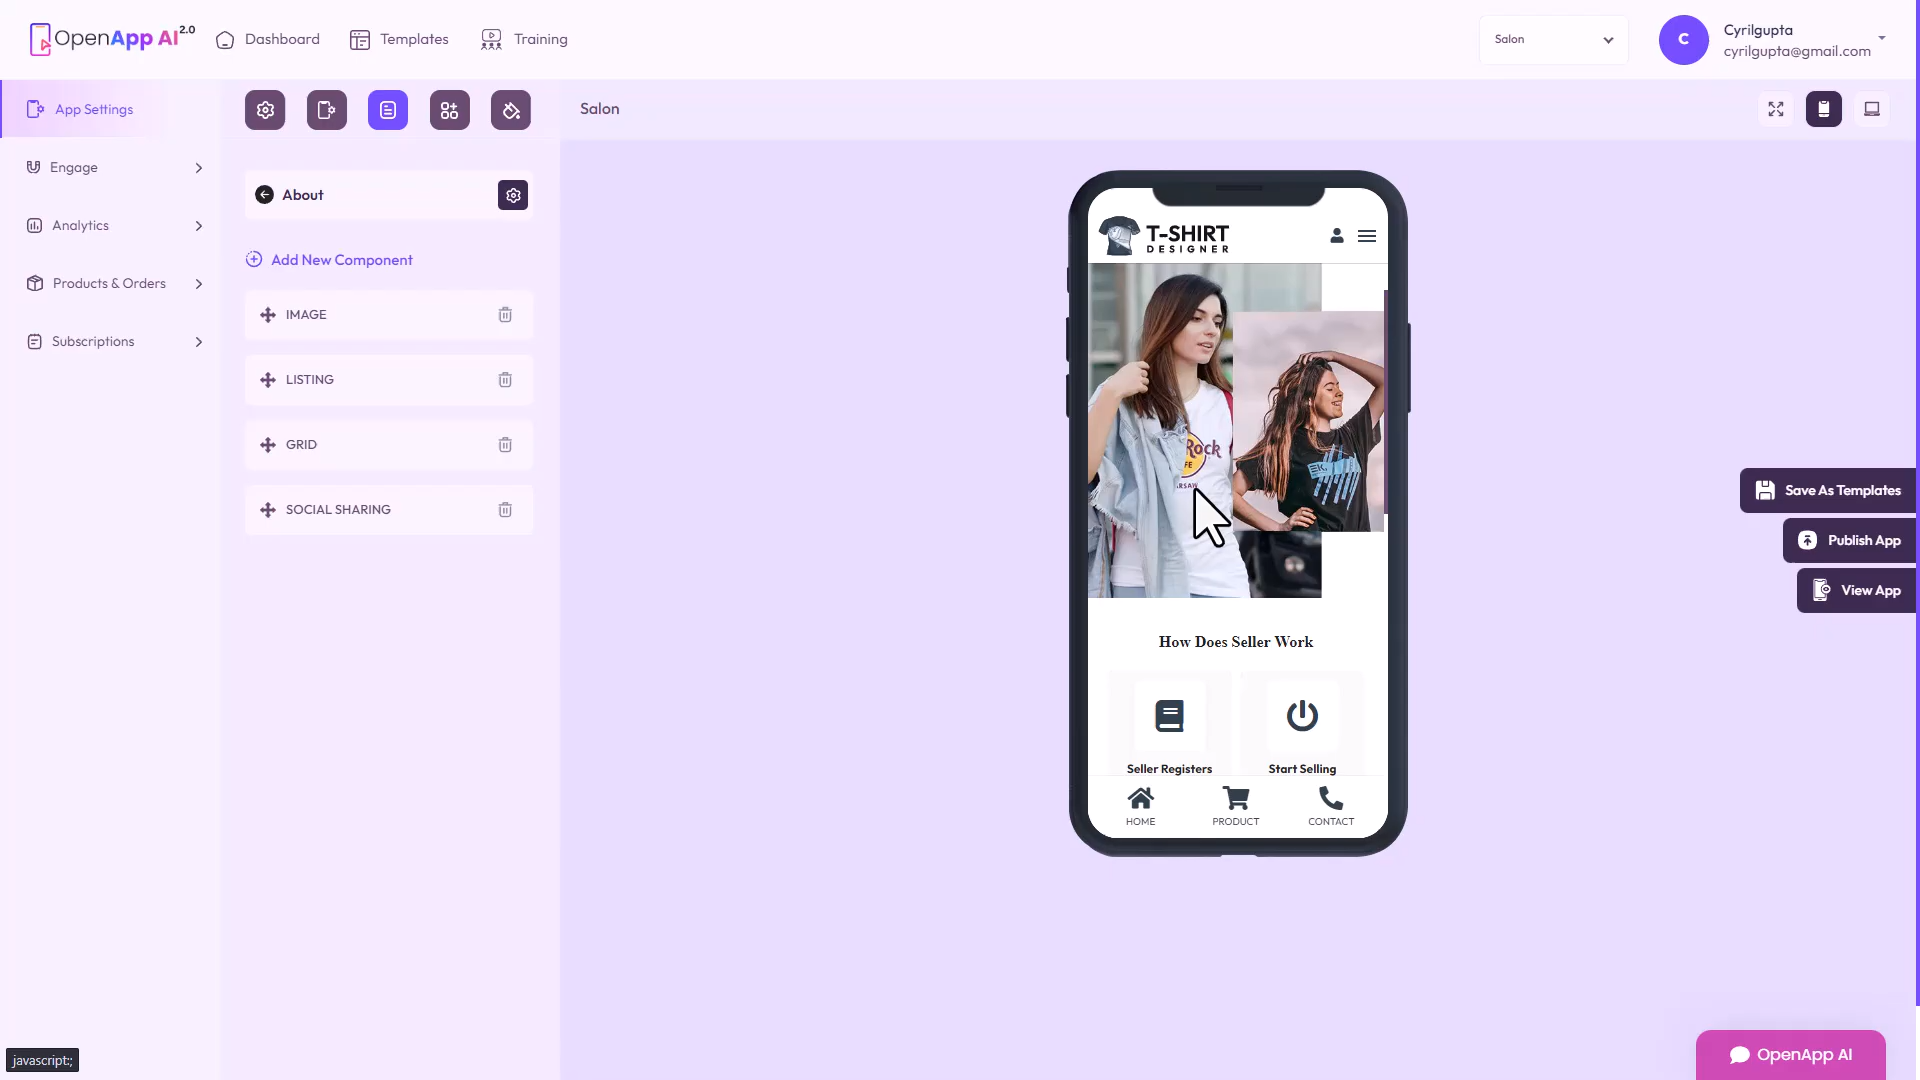 OpenApp AI 2.0
Dashboard
Templates
Training
Salon
C
Cyrilgupta
cyrilgupta@gmail.com
App Settings
Engage
Analytics
Products & Orders
Subscriptions
Salon
About
Add New Component
IMAGE
LISTING
GRID
SOCIAL SHARING
T-SHIRT
DESIGNER
Rock
FE
RSAW
How Does Seller Work
Seller Registers
Start Selling
HOME
PRODUCT
CONTACT
Save As Templates
Publish App
View App
javascript:;
OpenApp AI